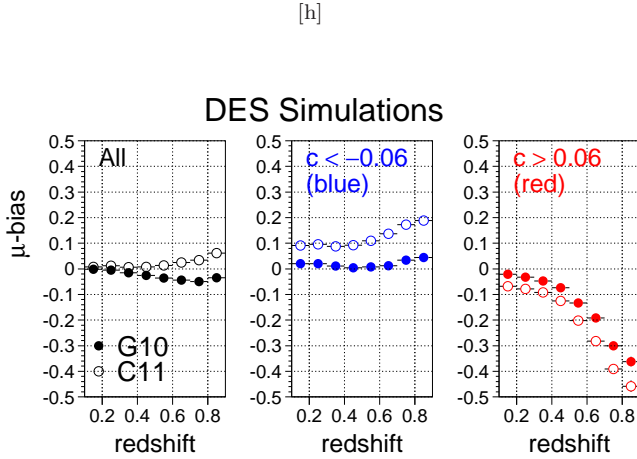 [h]
DES Simulations
All
c < −0.06
(blue)
c > 0.06
(red)
μ-bias
0.5
0.4
0.3
0.2
0.1
0
-0.1
-0.2
-0.3
-0.4
-0.5
G10
C11
0.2 0.4 0.6 0.8
redshift
0.5
0.4
0.3
0.2
0.1
0
-0.1
-0.2
-0.3
-0.4
-0.5
0.2 0.4 0.6 0.8
redshift
0.5
0.4
0.3
0.2
0.1
0
-0.1
-0.2
-0.3
-0.4
-0.5
0.2 0.4 0.6 0.8
redshift